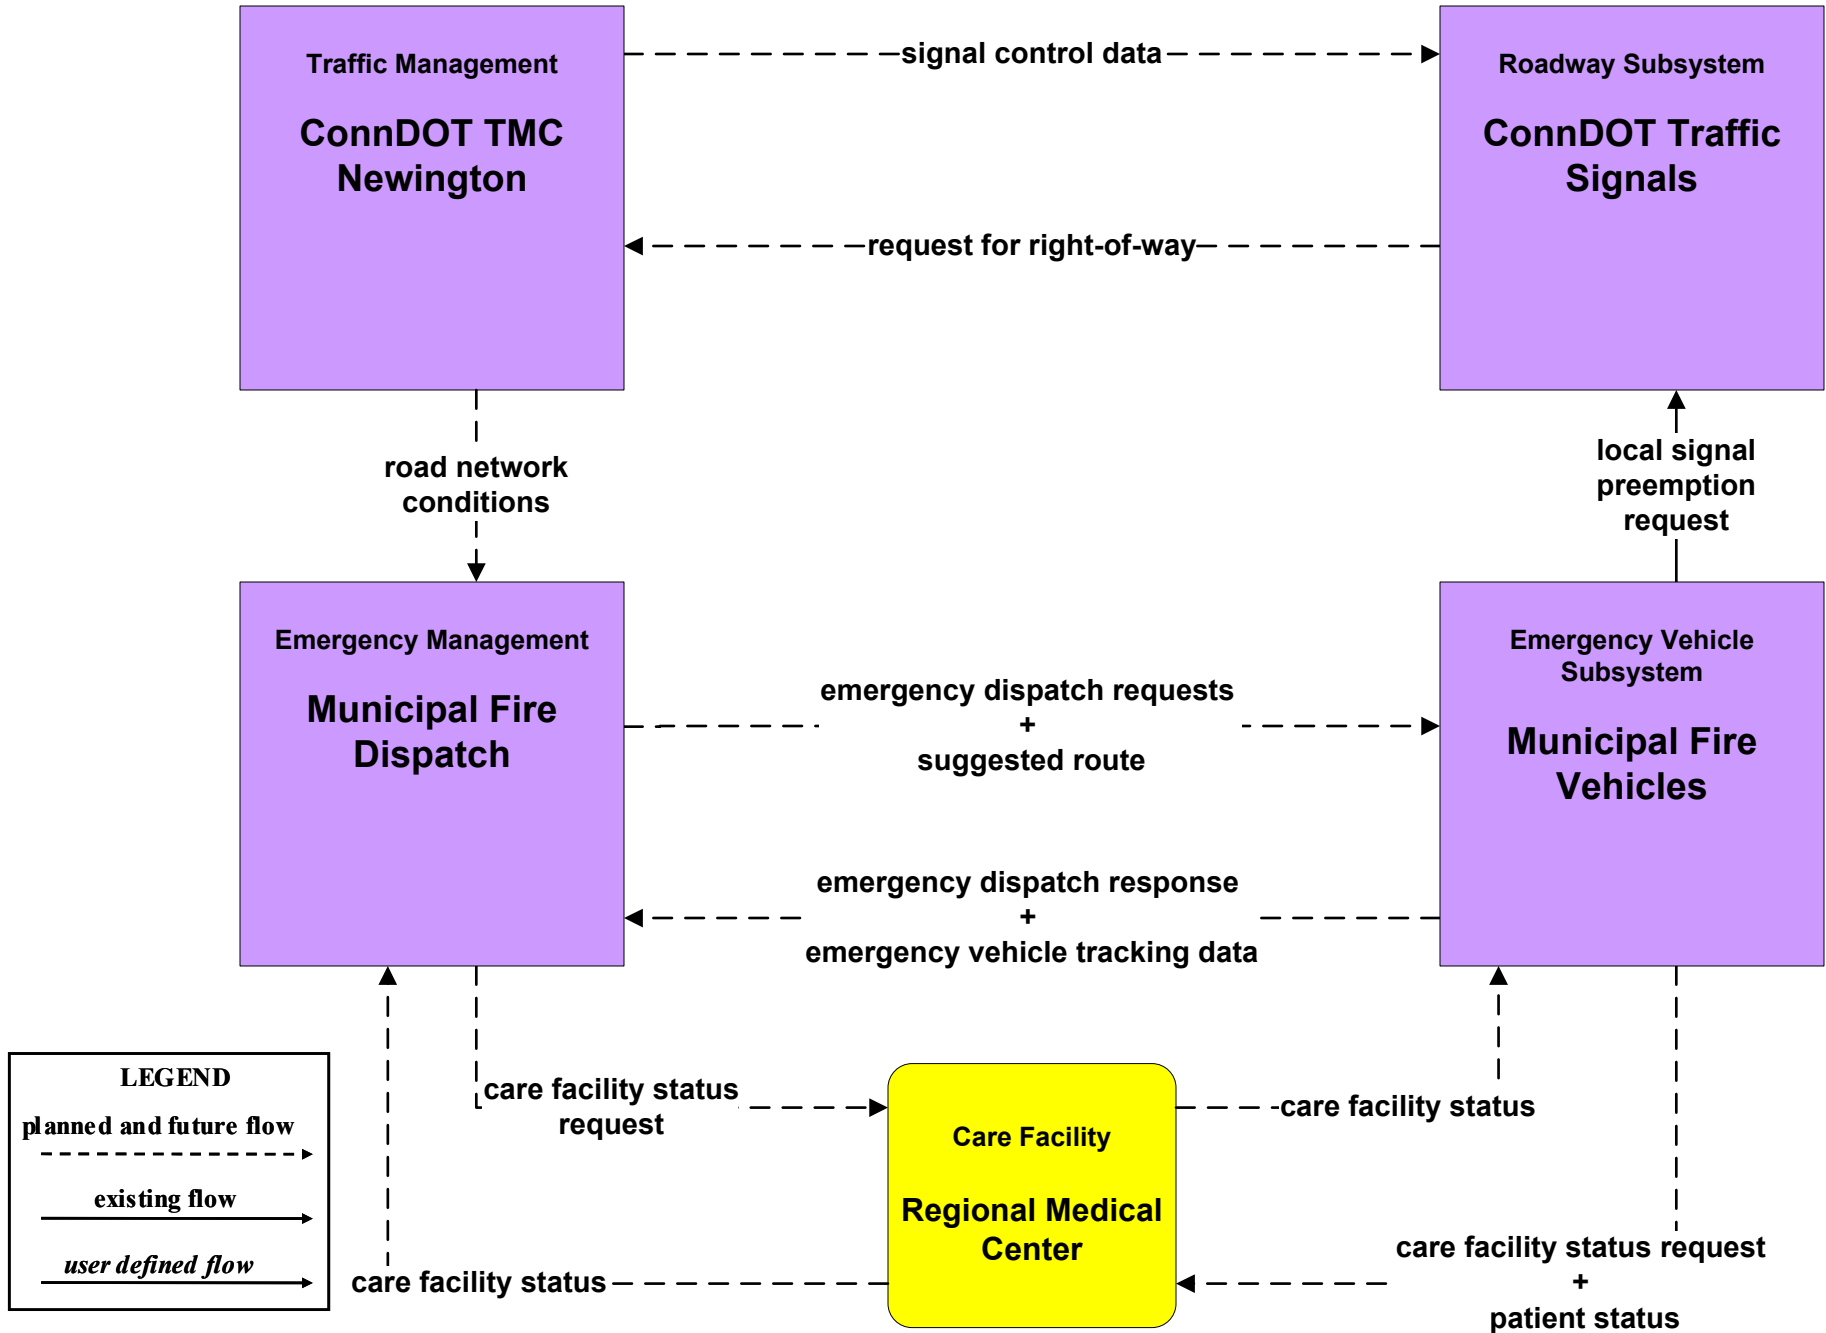 Traffic Management
ConnDOT TMC
Newington
signal control data
Roadway Subsystem
ConnDOT Traffic
Signals
request for right-of-way
road network
conditions
local signal
preemption
request
Emergency Management
Municipal Fire
Dispatch
emergency dispatch requests
+
suggested route
Emergency Vehicle
Subsystem
Municipal Fire
Vehicles
emergency dispatch response
+
emergency vehicle tracking data
LEGEND
planned and future flow
existing flow
user defined flow
care facility status
request
Care Facility
Regional Medical
Center
care facility status
care facility status
care facility status request
+
patient status